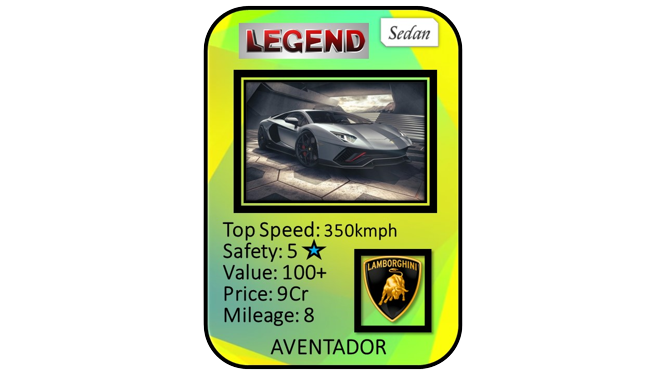 LEGEND
Sedan
Top Speed: 350kmph
Safety: 5
Value: 100+
Price: 9Cr
Mileage: 8
LAMBORGHINI
AVENTADOR